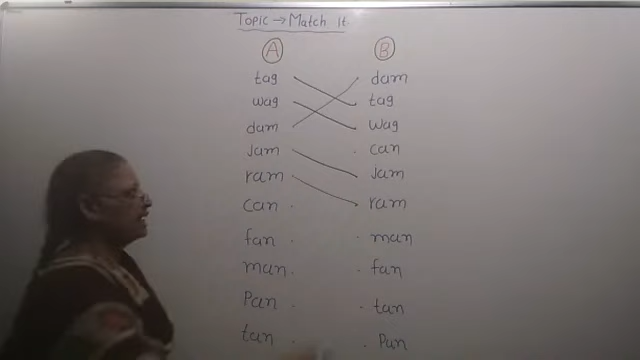 Topic → Match It
A B
tag dam
wag tag
dam wag
Jam can
ram Jam
can ram
fan man
man fan
Pan tan
tan Pan